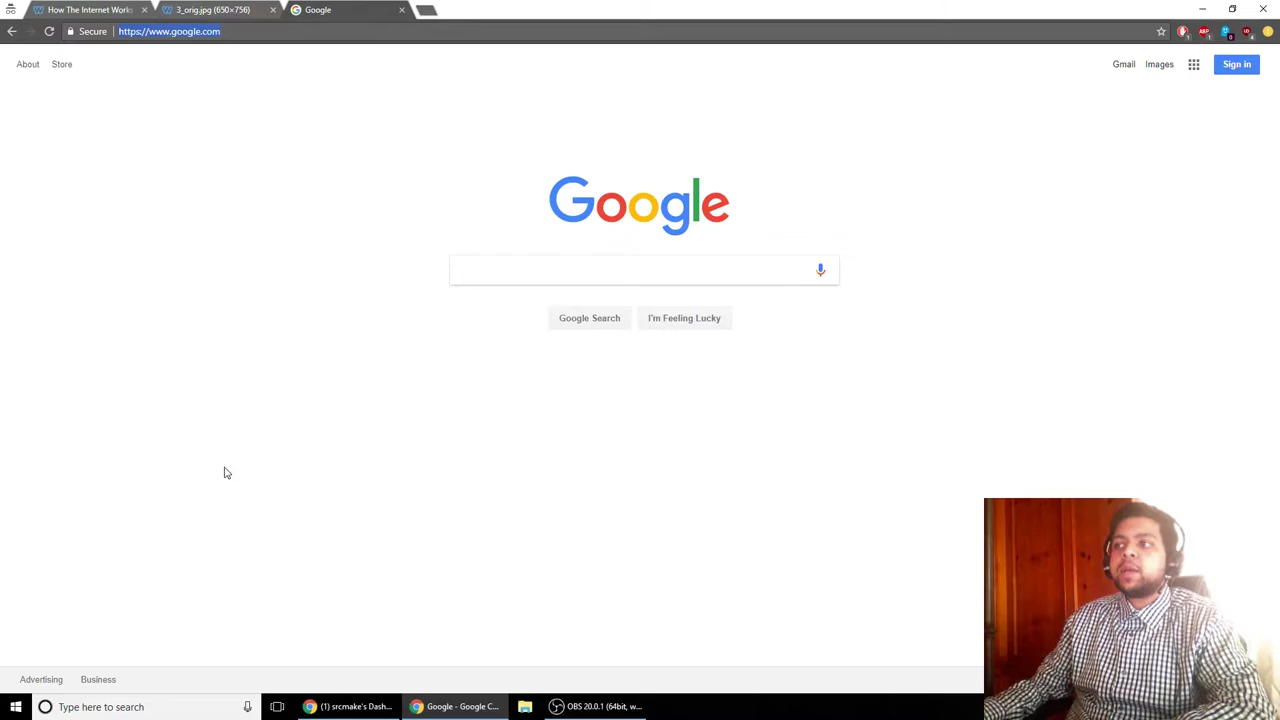 How The Internet Works
3_orig.jpg (650×756)
Google
Secure
https://www.google.com
About
Store
Gmail
Images
Sign in
Google
Google Search
I'm Feeling Lucky
Advertising
Business
Type here to search
(1) srcmake's Dash...
Google - Google C...
OBS 20.0.1 (64bit, w...